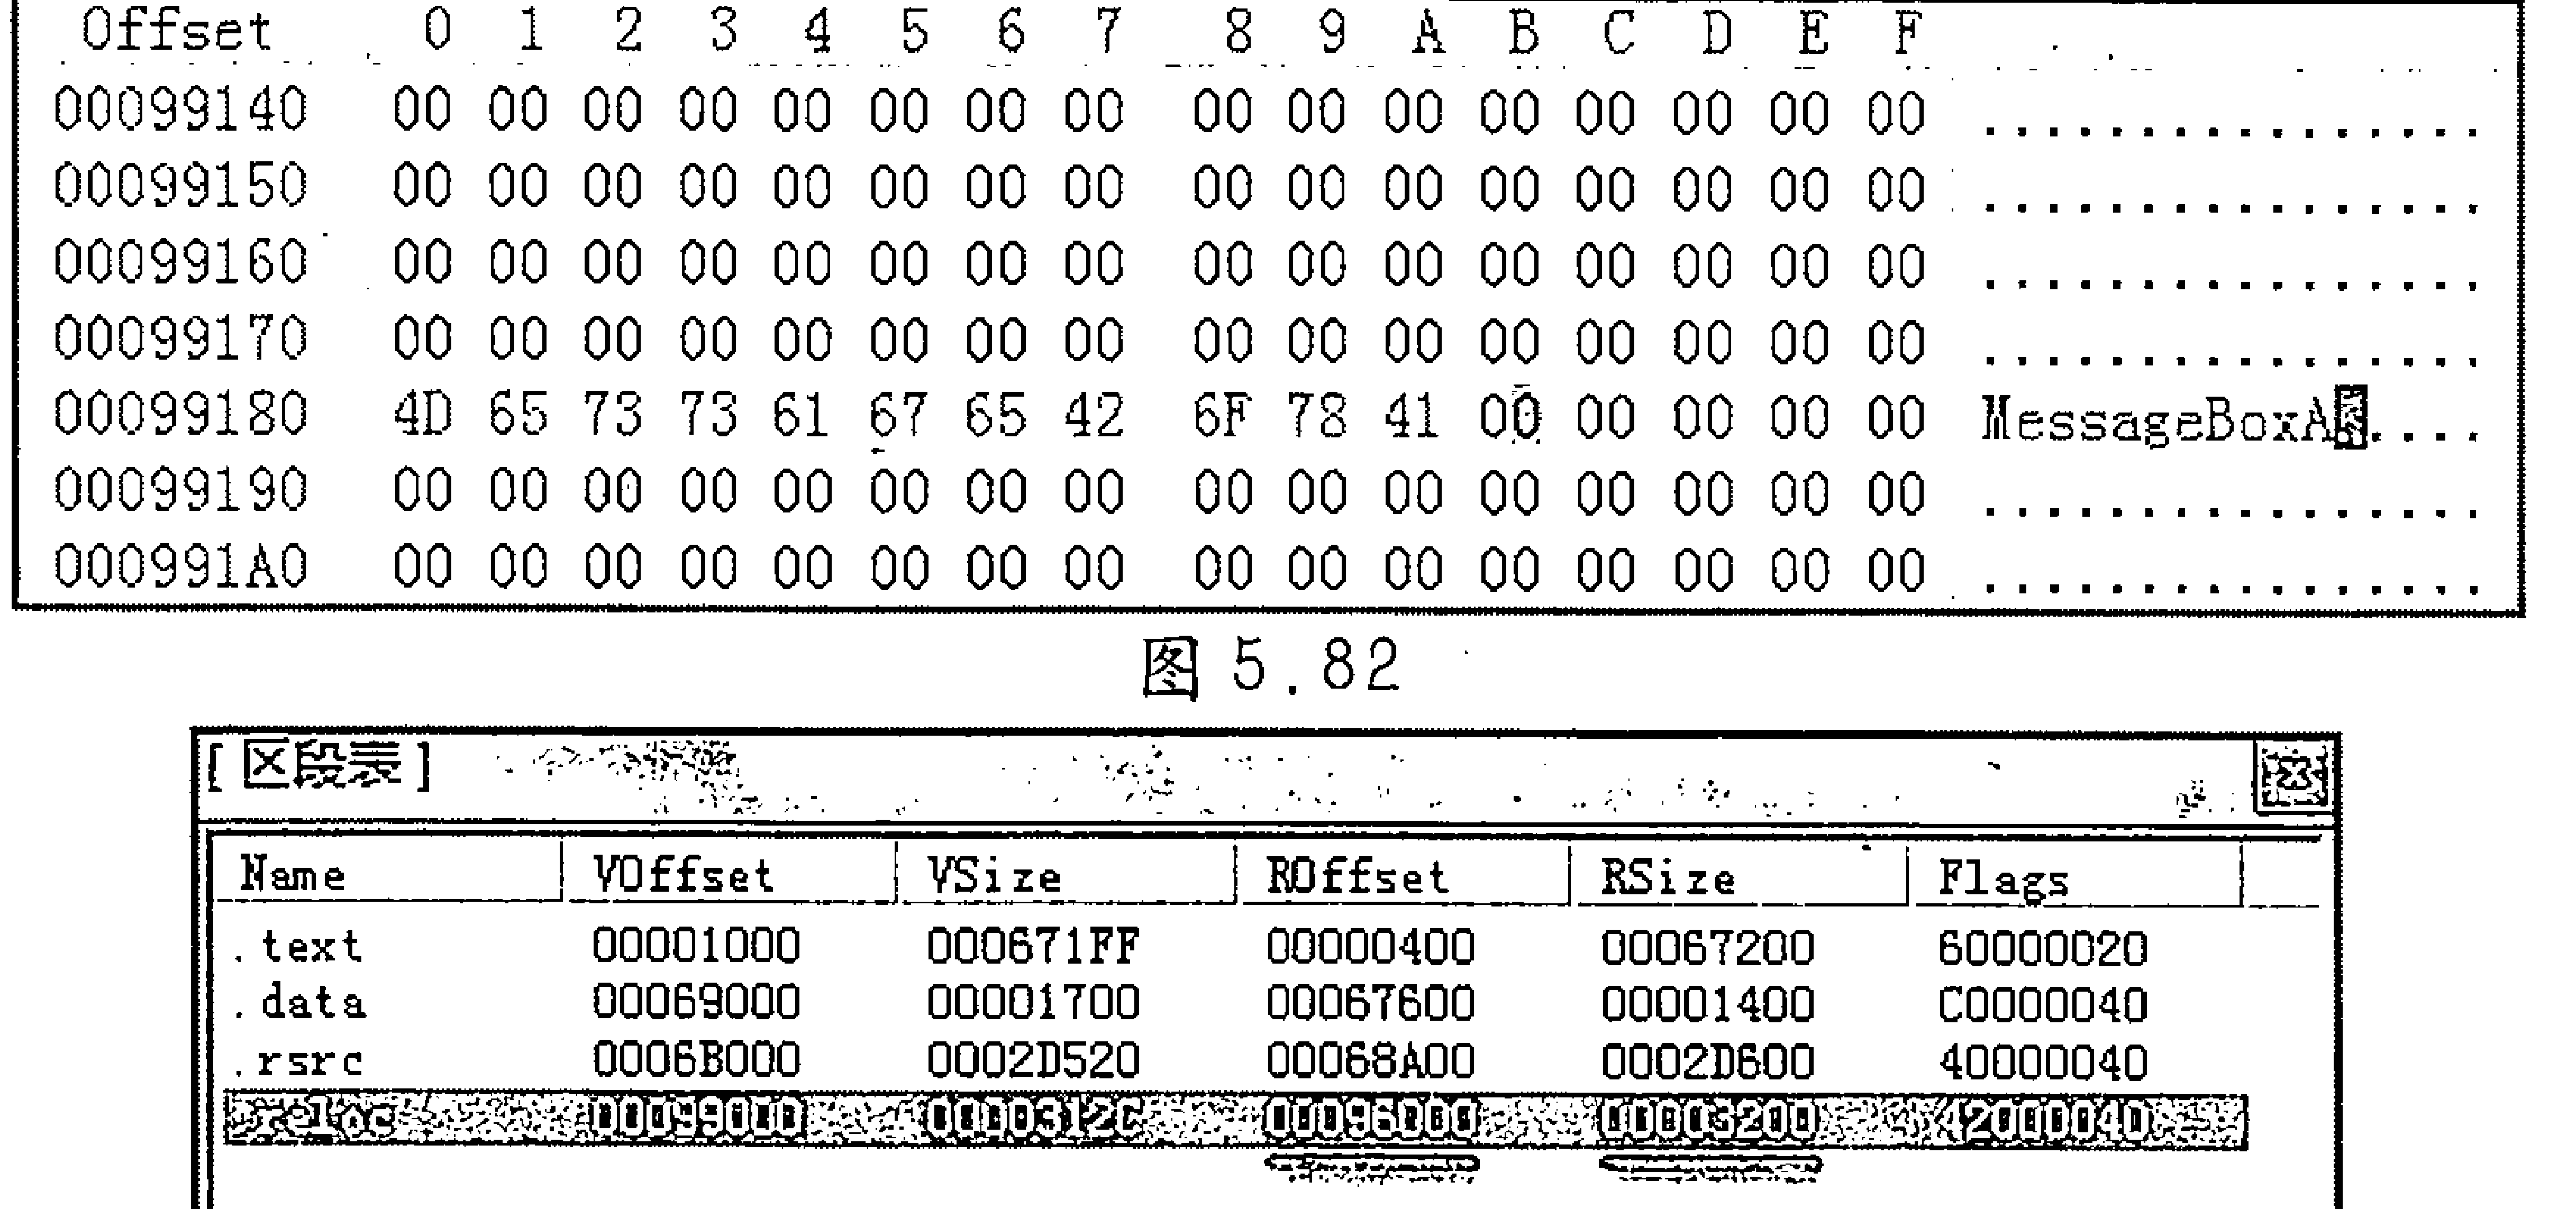 Offset 0 1 2 3 4 5 6 7 8 9 A B C D E F
00099140 00 00 00 00 00 00 00 00 00 00 00 00 00 00 00 00 ................
00099150 00 00 00 00 00 00 00 00 00 00 00 00 00 00 00 00 ................
00099160 00 00 00 00 00 00 00 00 00 00 00 00 00 00 00 00 ................
00099170 00 00 00 00 00 00 00 00 00 00 00 00 00 00 00 00 ................
00099180 4D 65 73 73 61 67 65 42 6F 78 41 00 00 00 00 00 MessageBoxA.....
00099190 00 00 00 00 00 00 00 00 00 00 00 00 00 00 00 00 ................
000991A0 00 00 00 00 00 00 00 00 00 00 00 00 00 00 00 00 ................
图 5.82
[区段表]
Name VOffset VSize ROffset RSize Flags
.text 00001000 000671FF 00000400 00067200 60000020
.data 00069000 00001700 00067600 00001400 C0000040
.rsrc 0006B000 0002D520 00068A00 0002D600 40000040
.reloc 00099000 0000312C 00096000 00003200 42000040